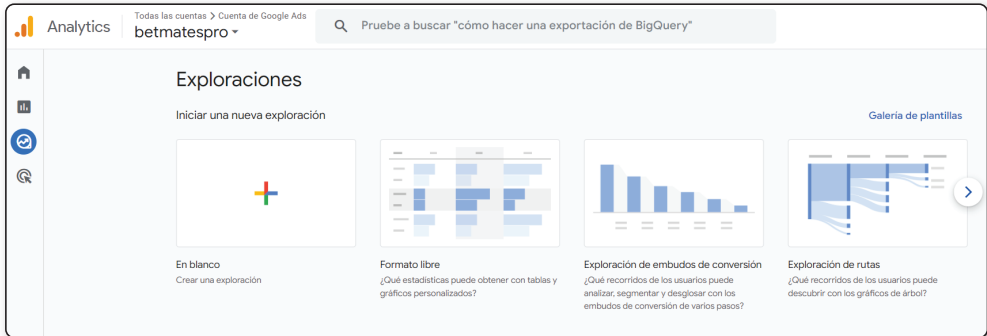 Analytics
Todas las cuentas > Cuenta de Google Ads
betmatespro
Pruebe a buscar "cómo hacer una exportación de BigQuery"
Exploraciones
Iniciar una nueva exploración
Galería de plantillas
En blanco
Crear una exploración
Formato libre
¿Qué estadísticas puede obtener con tablas y
gráficos personalizados?
Exploración de embudos de conversión
¿Qué recorridos de los usuarios puede
analizar, segmentar y desglosar con los
embudos de conversión de varios pasos?
Exploración de rutas
¿Qué recorridos de los usuarios puede
descubrir con los gráficos de árbol?